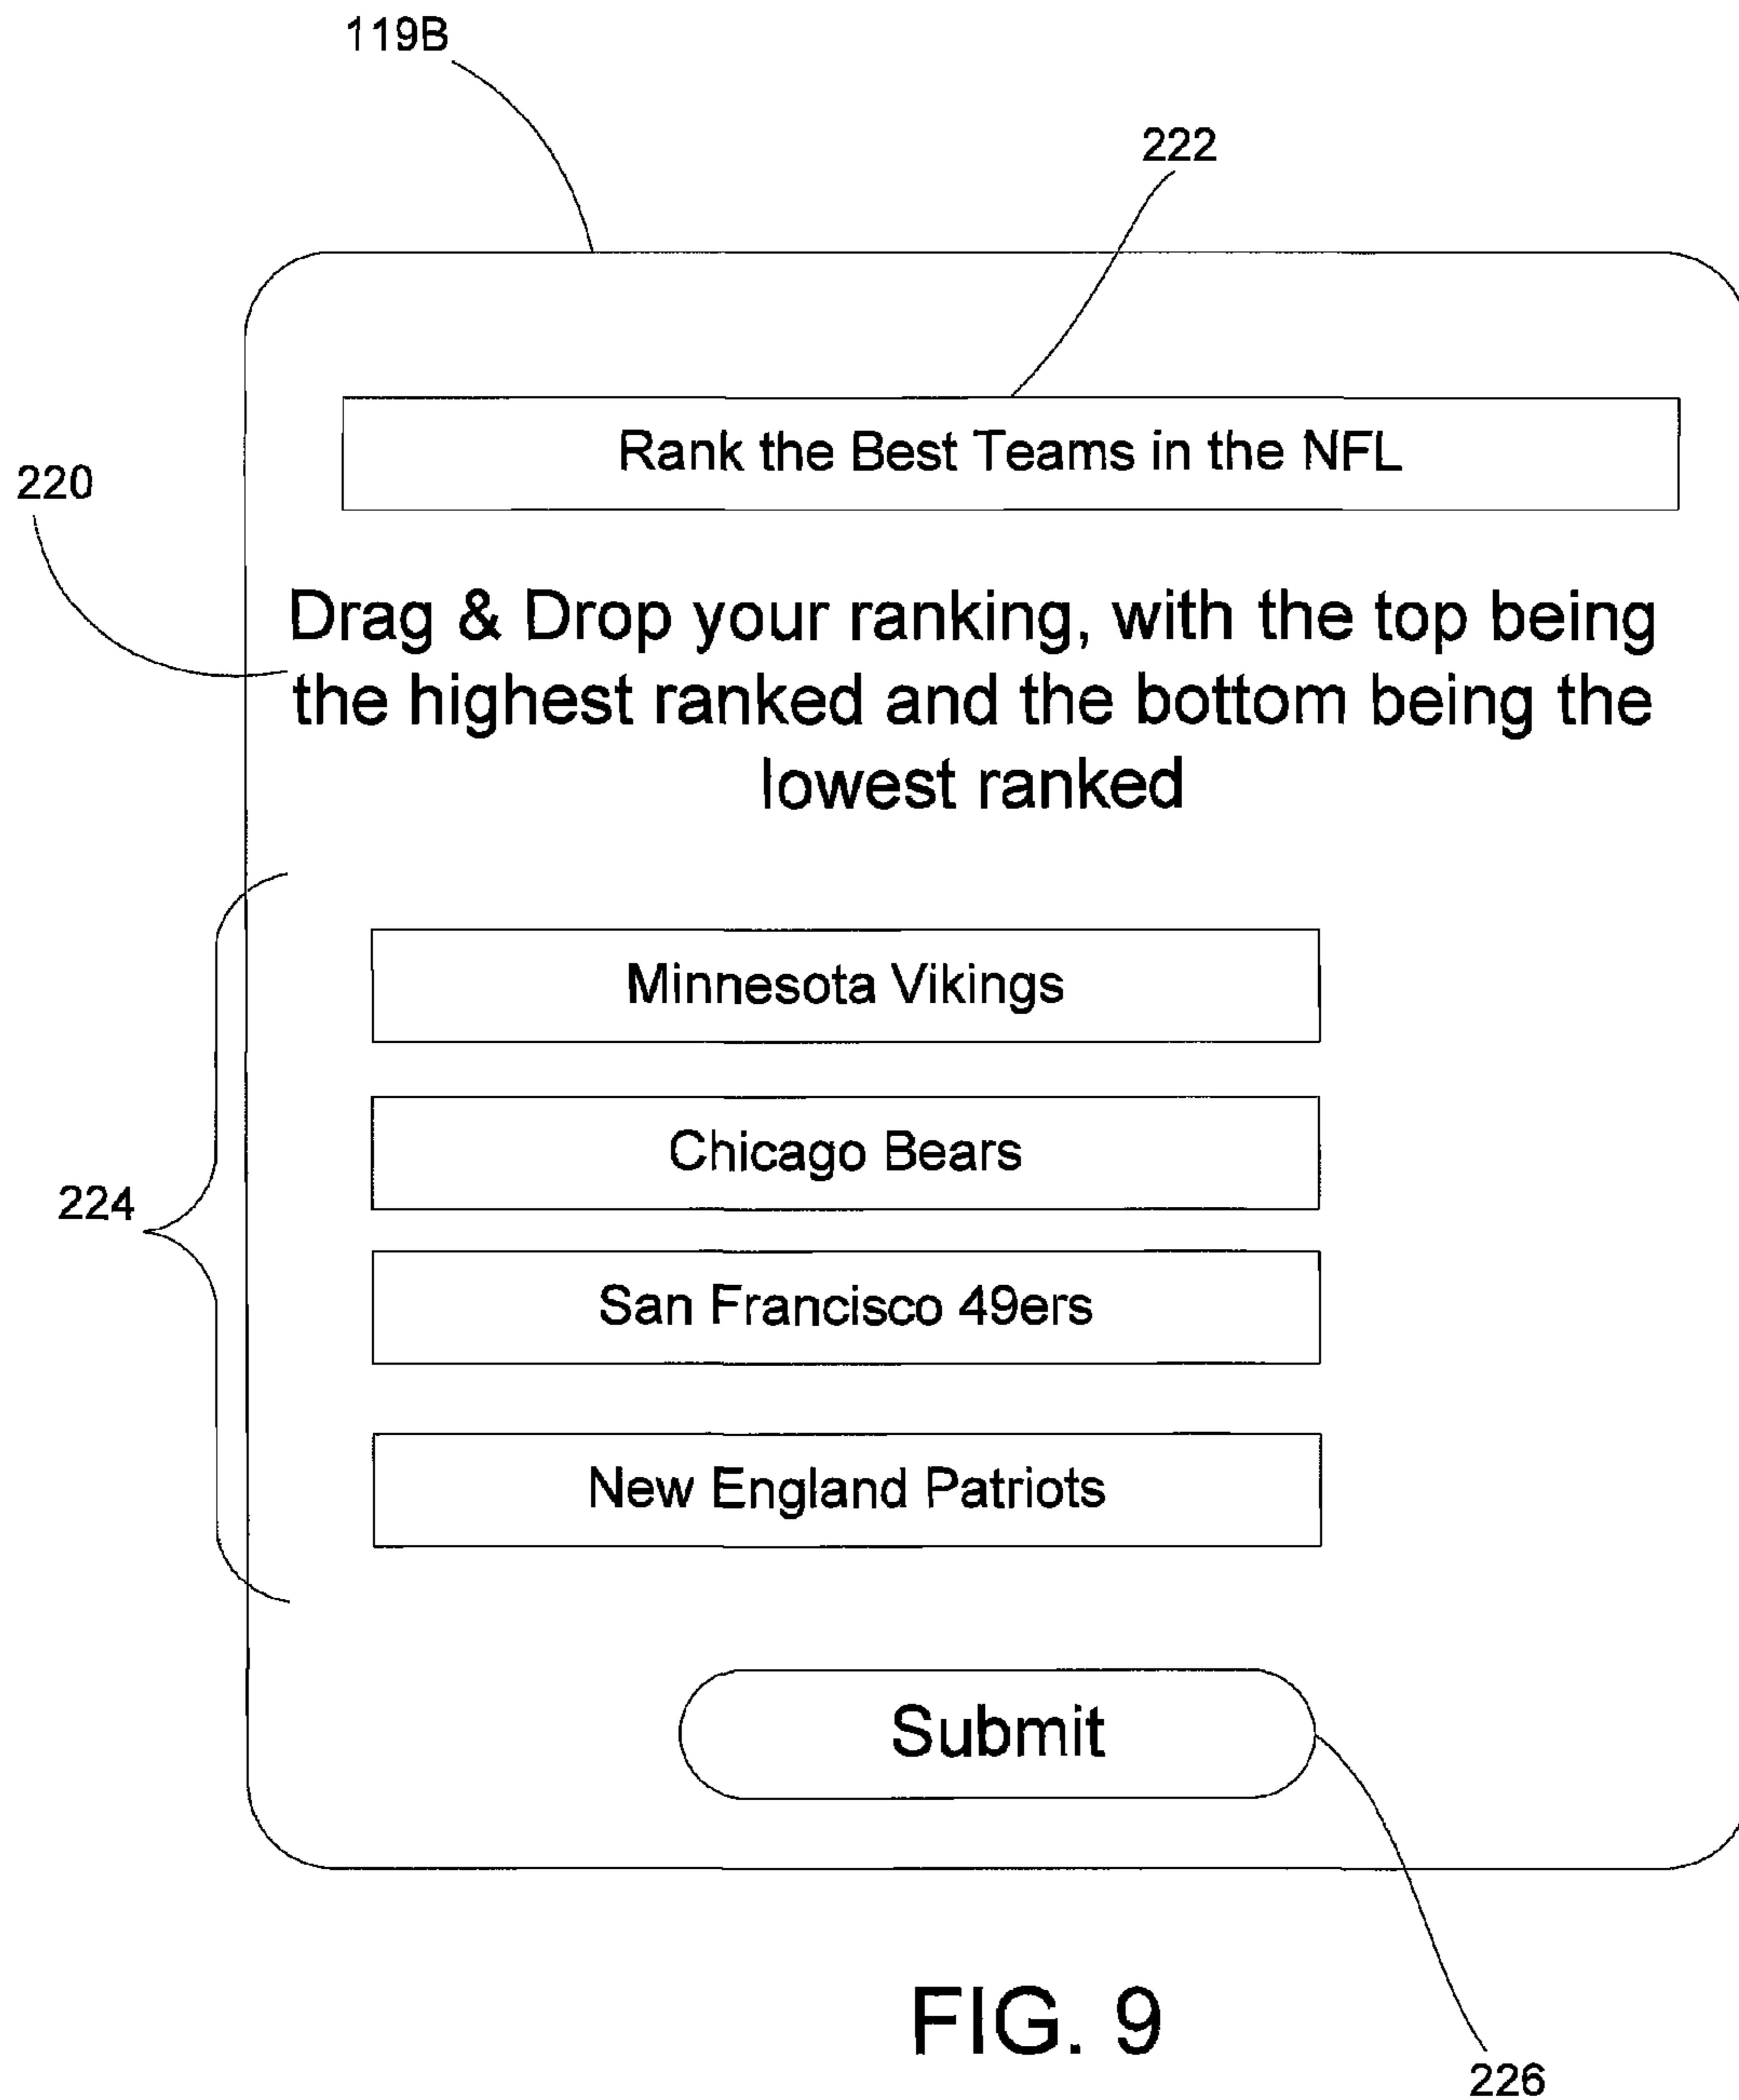 119B
222
Rank the Best Teams in the NFL
220
Drag & Drop your ranking, with the top being
the highest ranked and the bottom being the
lowest ranked
Minnesota Vikings
Chicago Bears
224
San Francisco 49ers
New England Patriots
Submit
FIG. 9
226